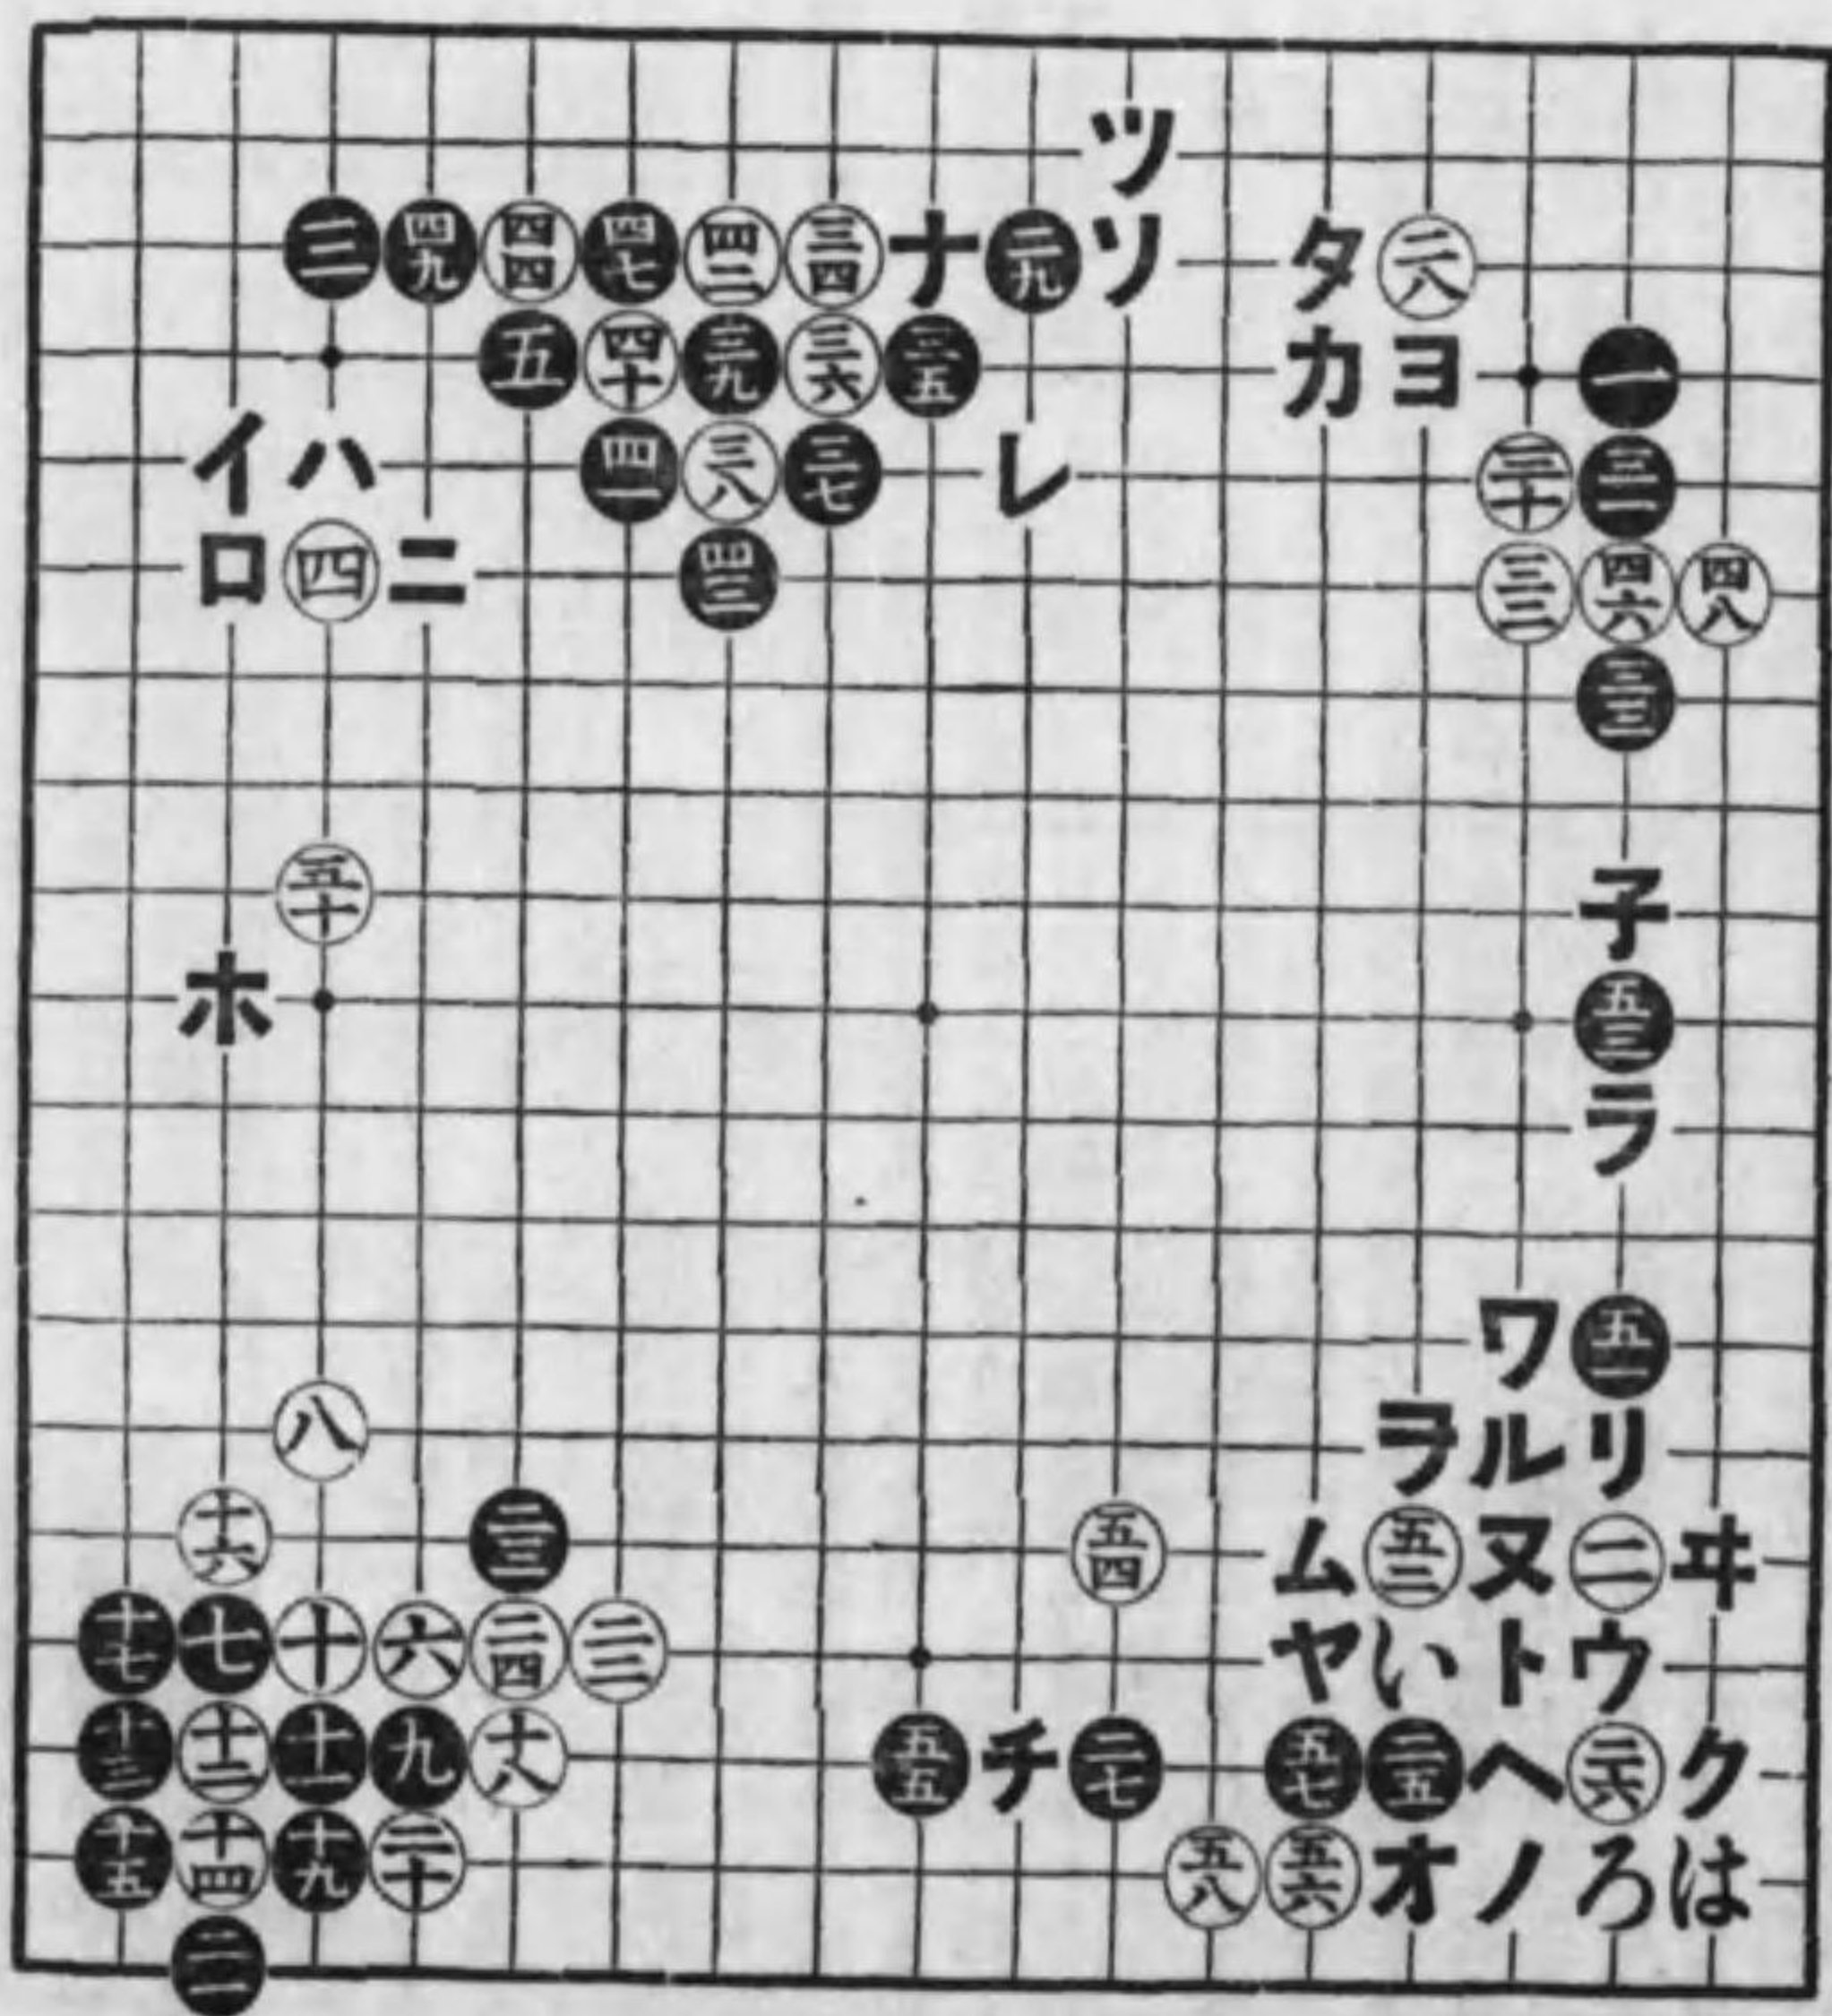 ツ
三 四九 四四 四七 四二 三四 ナ 二九 ソ タ 二八
五 四十 三九 三六 三五 カ ヨ 一
イ ハ 四一 三八 三七 レ 三十 三一
ロ 四 ニ 四三 三二 四六 四八
三三
五十 子
ホ 五三
ラ
ワ 五一
八 ヲ ル リ
十六 二三 五四 ム 五二 ヌ 二 ヰ
十七 七 十 六 二四 二二 ヤ い ト ウ
十三 十二 十一 九 十八 五五 チ 二七 五七 二五 ヘ 二六 ク
十五 十四 十九 二十 五八 五六 オ ノ ろ は
二一